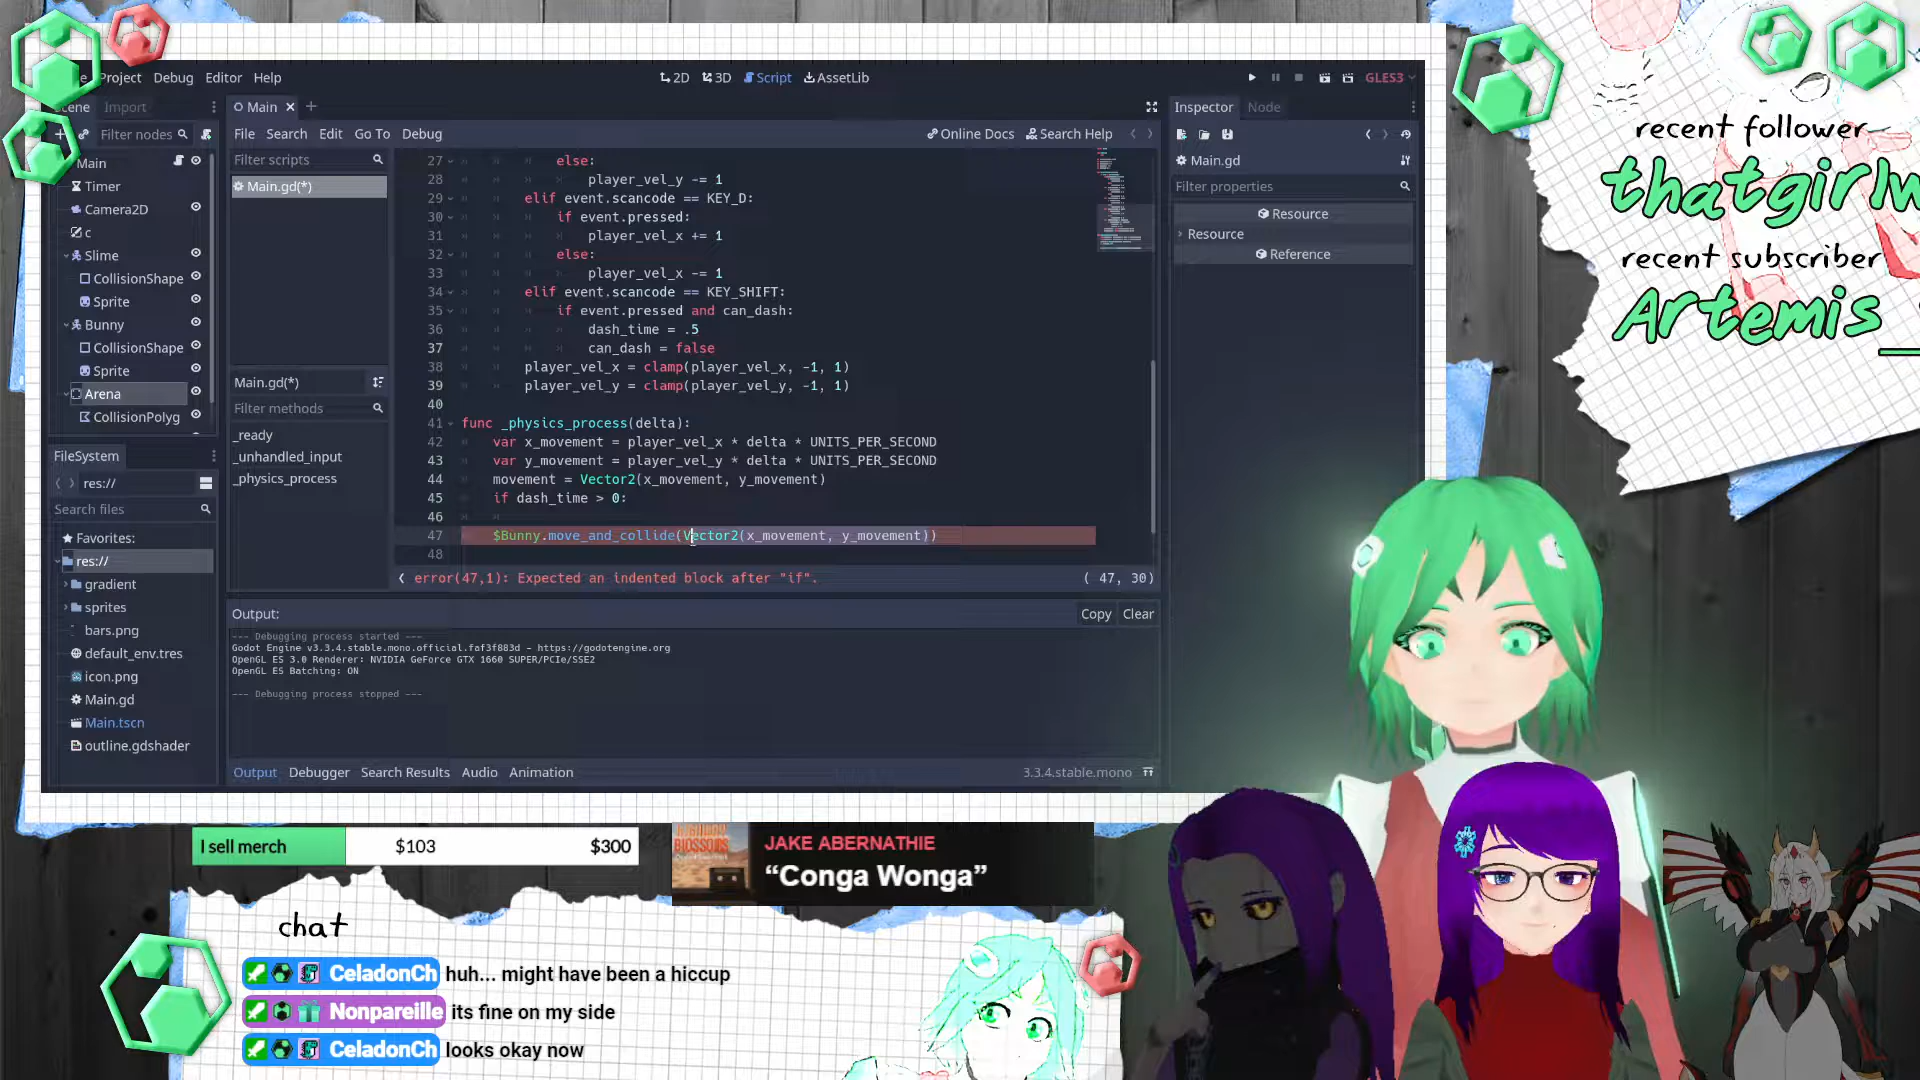 Project Debug Editor Help
2D 3D Script AssetLib
GLES3
Scene Import
Filter nodes
Main
Timer
Camera2D
c
Slime
CollisionShape
Sprite
Bunny
CollisionShape
Sprite
Arena
CollisionPolyg
FileSystem
res://
Search files
Favorites:
res://
gradient
sprites
bars.png
default_env.tres
icon.png
Main.gd
Main.tscn
outline.gdshader
Main
File Search Edit Go To Debug
Online Docs Search Help
Filter scripts
Main.gd(*)
Main.gd(*)
Filter methods
_ready
_unhandled_input
_physics_process
27 else:
28 player_vel_y -= 1
29 elif event.scancode == KEY_D:
30 if event.pressed:
31 player_vel_x += 1
32 else:
33 player_vel_x -= 1
34 elif event.scancode == KEY_SHIFT:
35 if event.pressed and can_dash:
36 dash_time = .5
37 can_dash = false
38 player_vel_x = clamp(player_vel_x, -1, 1)
39 player_vel_y = clamp(player_vel_y, -1, 1)
40
41 func _physics_process(delta):
42 var x_movement = player_vel_x * delta * UNITS_PER_SECOND
43 var y_movement = player_vel_y * delta * UNITS_PER_SECOND
44 movement = Vector2(x_movement, y_movement)
45 if dash_time > 0:
46
47 $Bunny.move_and_collide(Vector2(x_movement, y_movement))
48
error(47,1): Expected an indented block after "if".
( 47, 30)
Output:
Copy Clear
--- Debugging process started ---
Godot Engine v3.3.4.stable.mono.official.faf3f883d - https://godotengine.org
OpenGL ES 3.0 Renderer: NVIDIA GeForce GTX 1660 SUPER/PCIe/SSE2
OpenGL ES Batching: ON
--- Debugging process stopped ---
Output Debugger Search Results Audio Animation
3.3.4.stable.mono
Inspector Node
Main.gd
Filter properties
Resource
Resource
Reference
recent follower
thatgirlw
recent subscriber
Artemis_
I sell merch $103 $300
JAKE ABERNATHIE
“Conga Wonga”
chat
CeladonCh huh... might have been a hiccup
Nonpareille its fine on my side
CeladonCh looks okay now